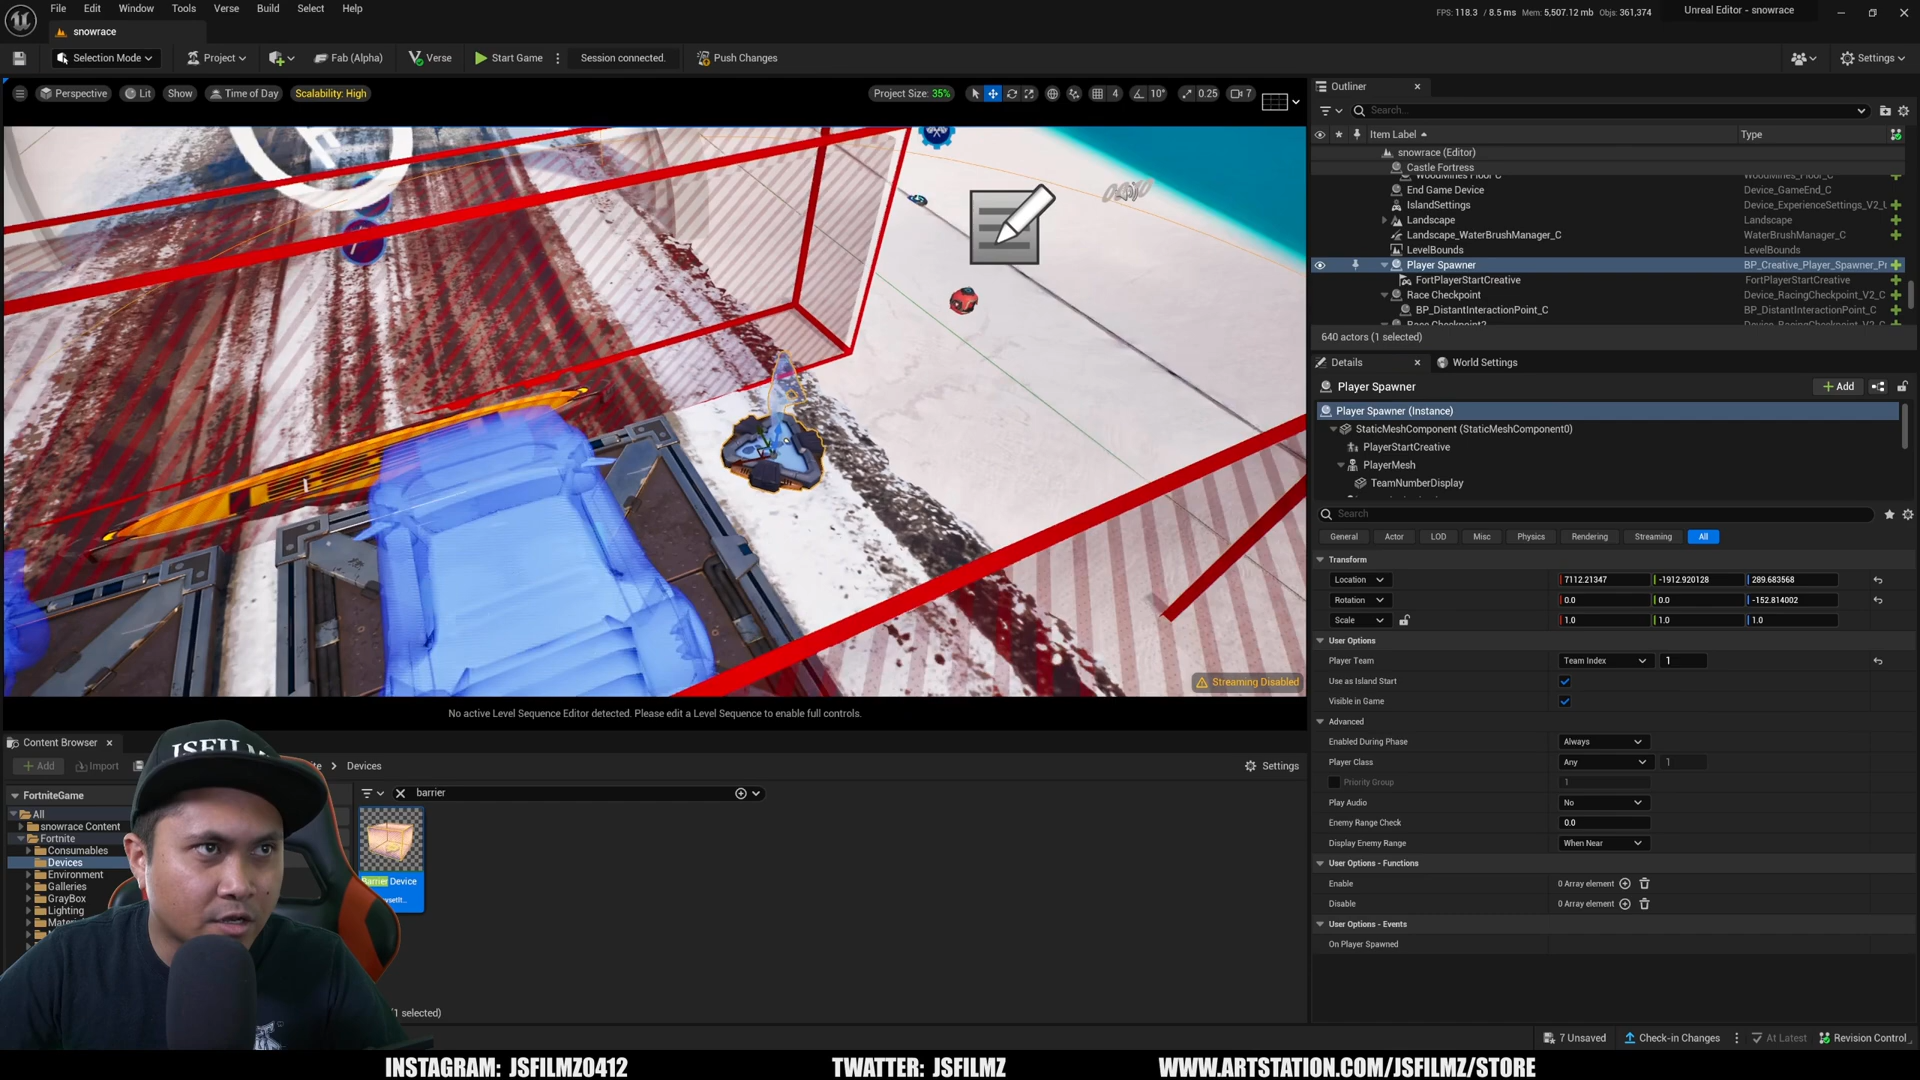 File Edit Window Tools Verse Build Select Help
FPS: 118.3 / 8.5 ms Mem: 5,507.12 mb Objs: 361,374 Unreal Editor - snowrace
snowrace
Selection Mode Project Fab (Alpha) Verse Start Game Session connected. Push Changes Settings
Perspective Lit Show Time of Day Scalability: High Project Size: 35% 4 10° 0.25 7
Streaming Disabled
No active Level Sequence Editor detected. Please edit a Level Sequence to enable full controls.
Outliner
Search...
Item Label Type
snowrace (Editor)
Castle Fortress
WoodMines Floor C
End Game Device Device_GameEnd_C
IslandSettings Device_ExperienceSettings_V2_U
Landscape Landscape
Landscape_WaterBrushManager_C WaterBrushManager_C
LevelBounds LevelBounds
Player Spawner BP_Creative_Player_Spawner_Pr
FortPlayerStartCreative FortPlayerStartCreative
Race Checkpoint Device_RacingCheckpoint_V2_C
BP_DistantInteractionPoint_C BP_DistantInteractionPoint_C
Race Checkpoint2 Device_RacingCheckpoint_V2_C
640 actors (1 selected)
Details World Settings
Player Spawner Add
Player Spawner (Instance)
StaticMeshComponent (StaticMeshComponent0)
PlayerStartCreative
PlayerMesh
TeamNumberDisplay
Search
General Actor LOD Misc Physics Rendering Streaming All
Transform
Location 7112.21347 -1912.920128 289.683568
Rotation 0.0 0.0 -152.814002
Scale 1.0 1.0 1.0
User Options
Player Team Team Index 1
Use as Island Start
Visible in Game
Advanced
Enabled During Phase Always
Player Class Any 1
Priority Group 1
Play Audio No
Enemy Range Check 0.0
Display Enemy Range When Near
User Options - Functions
Enable 0 Array element
Disable 0 Array element
User Options - Events
On Player Spawned
Content Browser
Add Import Devices Settings
FortniteGame
barrier
All
snowrace Content
Fortnite
Consumables
Devices
Environment
Galleries
GrayBox
Lighting
Barrier Device
JSFILM
(1 selected)
7 Unsaved Check-in Changes At Latest Revision Control
INSTAGRAM: JSFILMZ0412 TWATTER: JSFILMZ WWW.ARTSTATION.COM/JSFILMZ/STORE